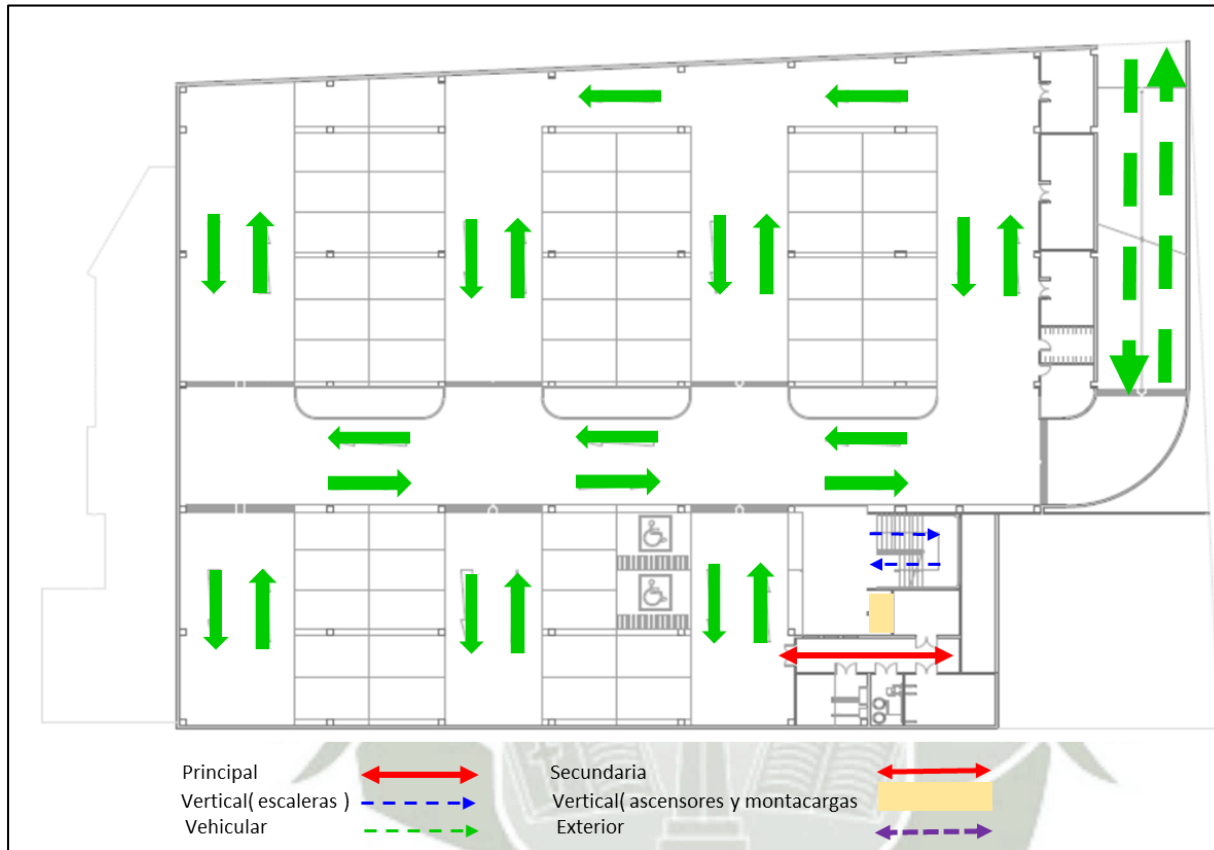 Principal
Secundaria
Vertical( escaleras )
Vertical( ascensores y montacargas
Vehicular
Exterior